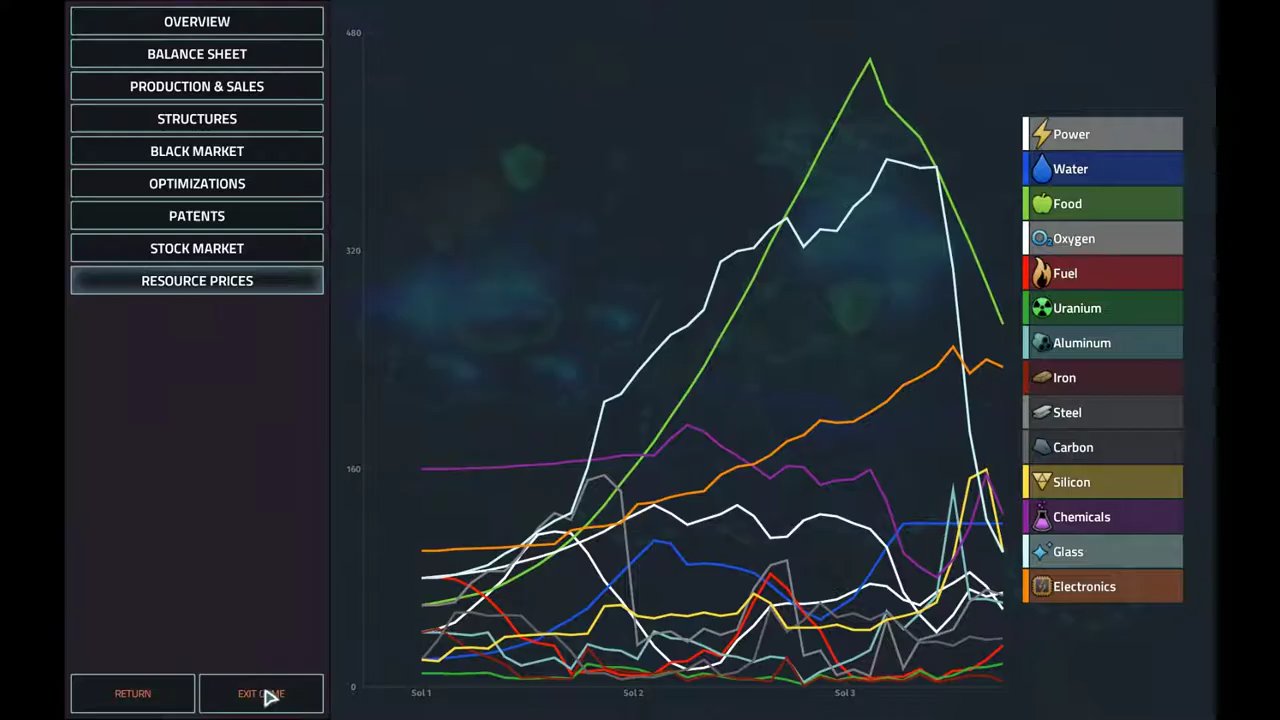 OVERVIEW
BALANCE SHEET
PRODUCTION & SALES
STRUCTURES
BLACK MARKET
OPTIMIZATIONS
PATENTS
STOCK MARKET
RESOURCE PRICES
RETURN
EXIT GAME
480
320
160
0
Sol 1
Sol 2
Sol 3
Power
Water
Food
Oxygen
Fuel
Uranium
Aluminum
Iron
Steel
Carbon
Silicon
Chemicals
Glass
Electronics